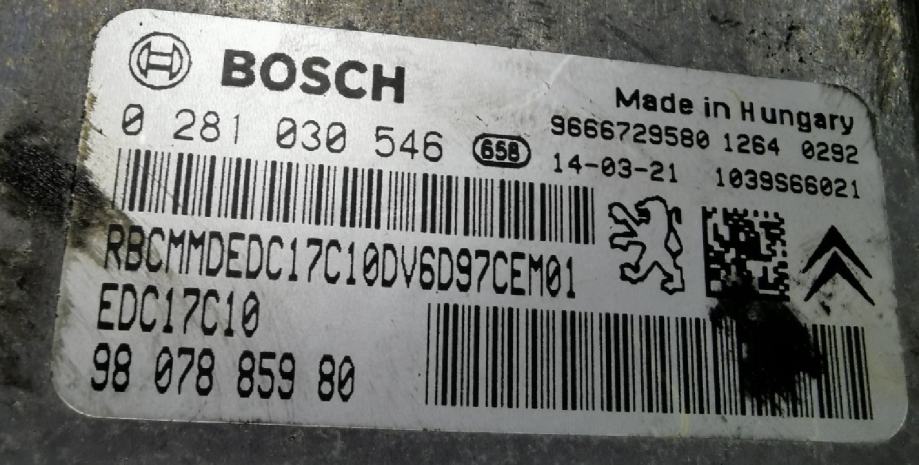 BOSCH
Made in Hungary
0 281 030 546 658
9666729580 1264 0292
14-03-21 1039S66021
RBCMMDEDC17C10DV6D97CEM01
EDC17C10
98 078 859 80